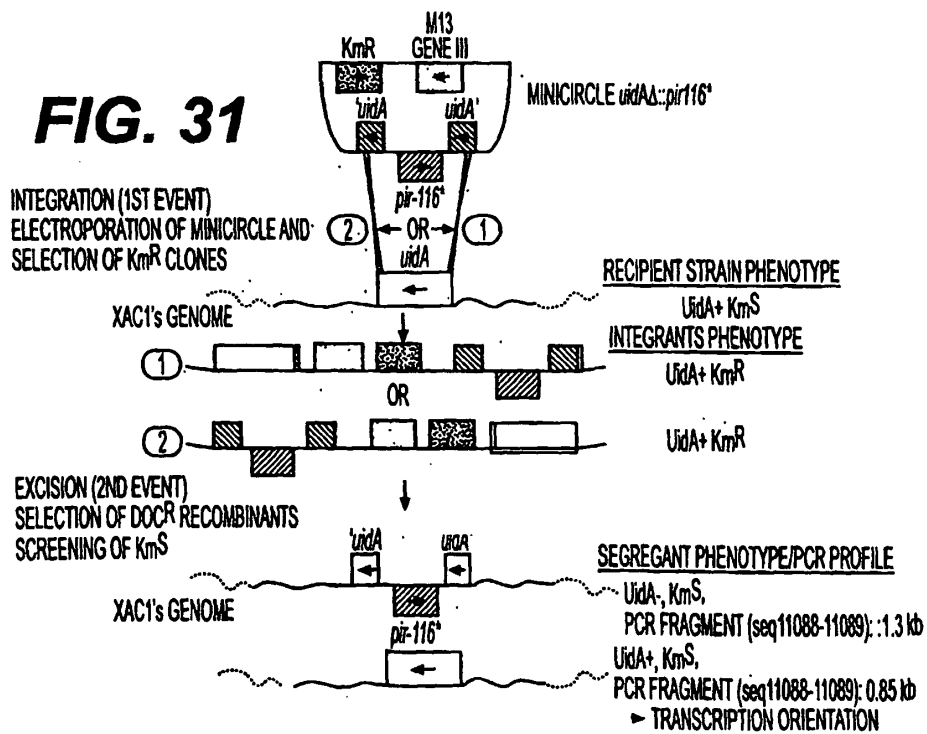 FIG. 31
KmR
M13
GENE III
MINICIRCLE uidAΔ::pir116*
'uidA
uidA'
pir-116*
INTEGRATION (1ST EVENT)
ELECTROPORATION OF MINICIRCLE AND
SELECTION OF KmR CLONES
2 OR 1
uidA
XAC1's GENOME
RECIPIENT STRAIN PHENOTYPE
UidA+ KmS
INTEGRANTS PHENOTYPE
1
UidA+ KmR
OR
2
UidA+ KmR
EXCISION (2ND EVENT)
SELECTION OF DOCR RECOMBINANTS
SCREENING OF KmS
'uidA
uidA'
XAC1's GENOME
pir-116*
SEGREGANT PHENOTYPE/PCR PROFILE
UidA-, KmS,
PCR FRAGMENT (seq11088-11089): :1.3 kb
UidA+, KmS,
PCR FRAGMENT (seq11088-11089): 0.85 kb
TRANSCRIPTION ORIENTATION